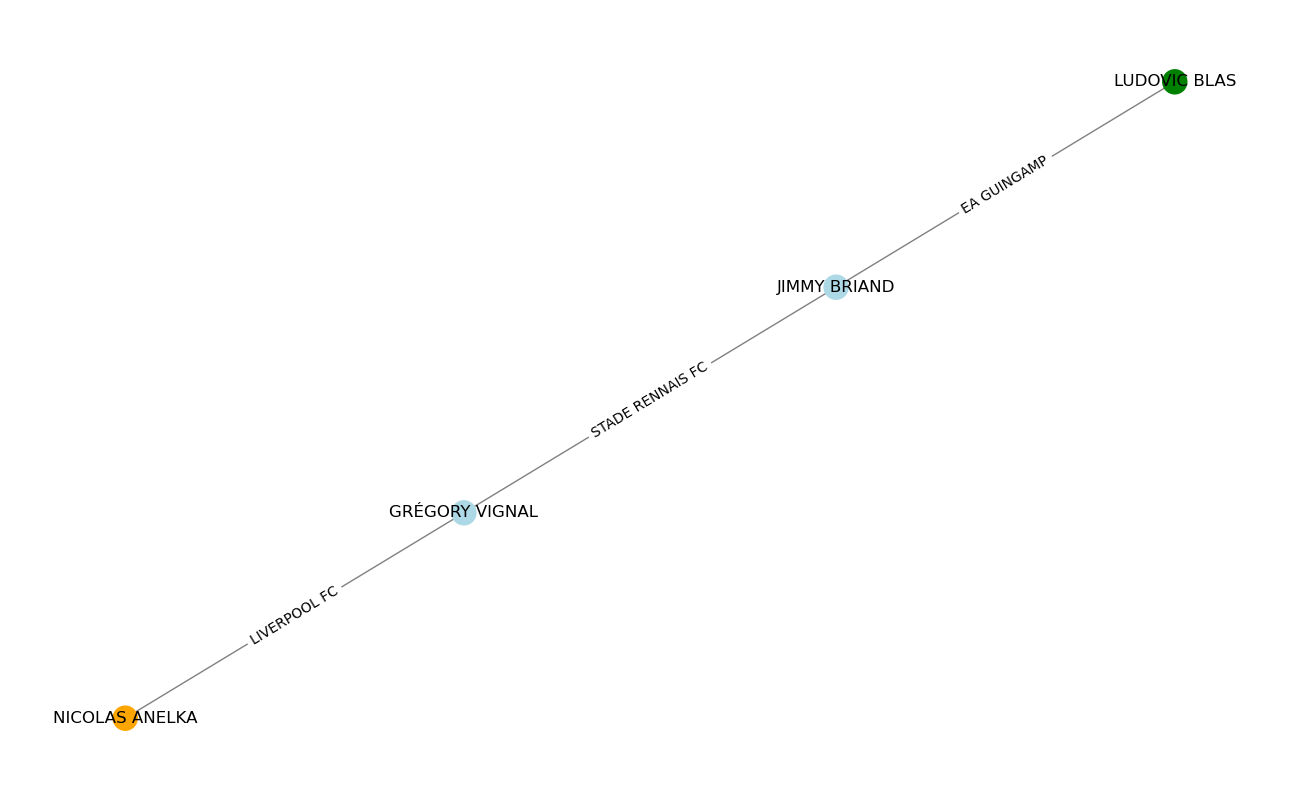 LUDOVIC BLAS
EA GUINGAMP
JIMMY BRIAND
STADE RENNAIS FC
GRÉGORY VIGNAL
LIVERPOOL FC
NICOLAS ANELKA